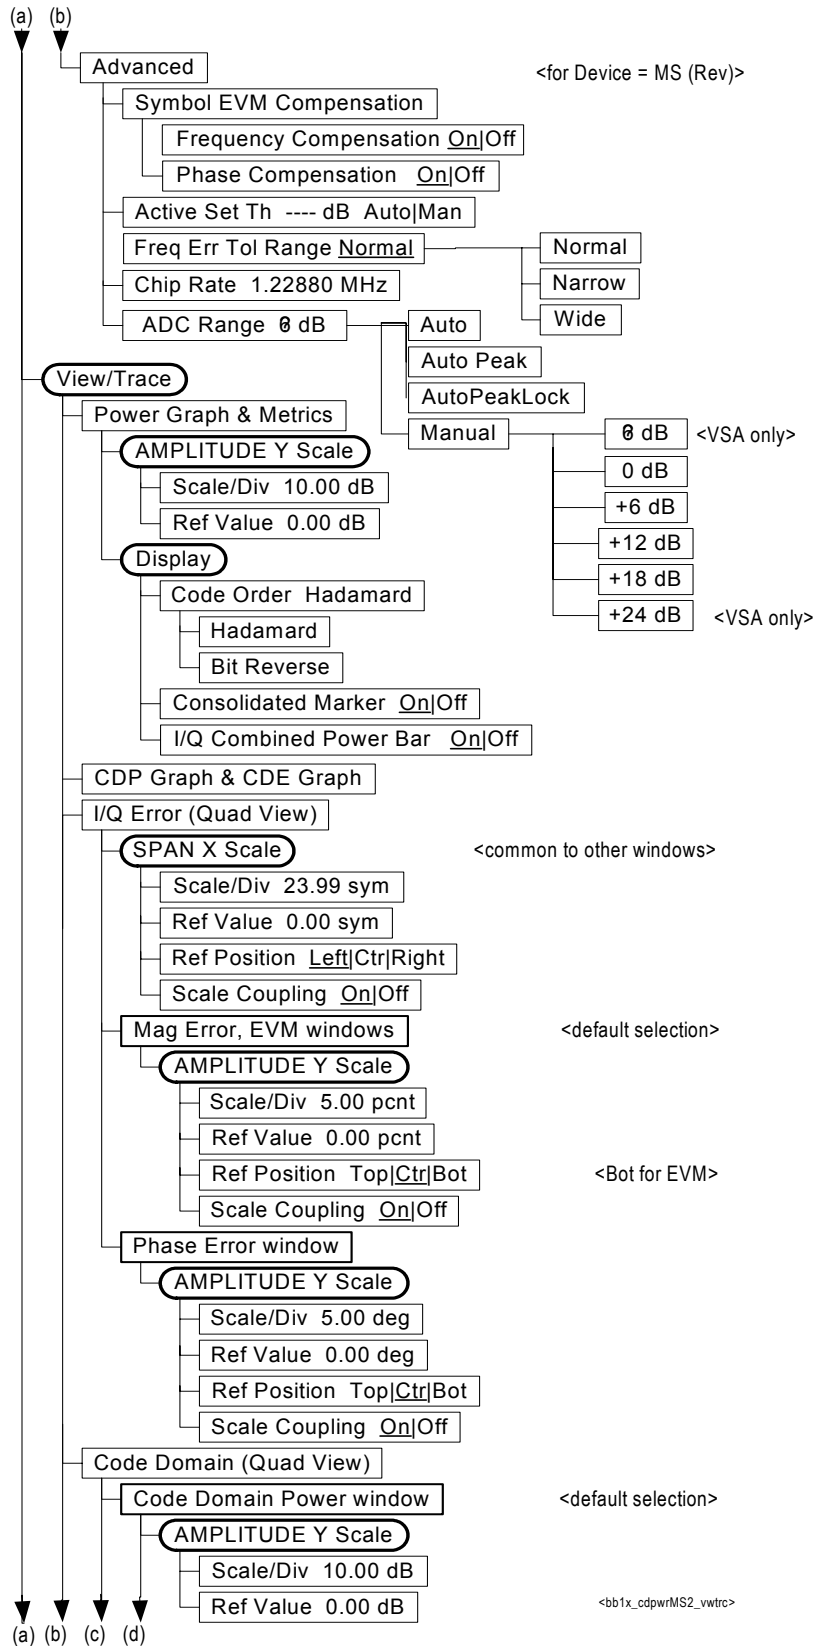 (a) (b)
Advanced <for Device = MS (Rev)>
Symbol EVM Compensation
Frequency Compensation On|Off
Phase Compensation On|Off
Active Set Th ---- dB Auto|Man
Freq Err Tol Range Normal Normal
Narrow
Chip Rate 1.22880 MHz
Wide
ADC Range dB Auto
Auto Peak
View/Trace
AutoPeakLock
Power Graph & Metrics
Manual dB <VSA only>
AMPLITUDE Y Scale
0 dB
Scale/Div 10.00 dB
+6 dB
Ref Value 0.00 dB
+12 dB
Display
+18 dB
Code Order Hadamard
+24 dB <VSA only>
Hadamard
Bit Reverse
Consolidated Marker On|Off
I/Q Combined Power Bar On|Off
CDP Graph & CDE Graph
I/Q Error (Quad View)
SPAN X Scale <common to other windows>
Scale/Div 23.99 sym
Ref Value 0.00 sym
Ref Position Left|Ctr|Right
Scale Coupling On|Off
Mag Error, EVM windows <default selection>
AMPLITUDE Y Scale
Scale/Div 5.00 pcnt
Ref Value 0.00 pcnt
Ref Position Top|Ctr|Bot <Bot for EVM>
Scale Coupling On|Off
Phase Error window
AMPLITUDE Y Scale
Scale/Div 5.00 deg
Ref Value 0.00 deg
Ref Position Top|Ctr|Bot
Scale Coupling On|Off
Code Domain (Quad View)
Code Domain Power window <default selection>
AMPLITUDE Y Scale
Scale/Div 10.00 dB
Ref Value 0.00 dB <bb1x_cdpwrMS2_vwtrc>
(a) (b) (c) (d)